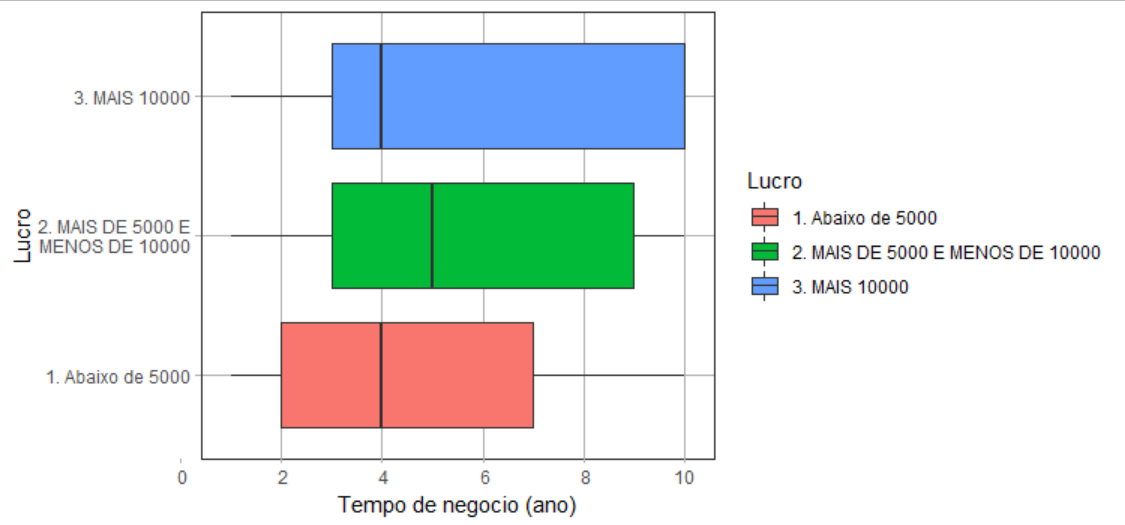 Lucro
3. MAIS 10000
2. MAIS DE 5000 E
MENOS DE 10000
1. Abaixo de 5000
0 2 4 6 8 10
Tempo de negocio (ano)
Lucro
1. Abaixo de 5000
2. MAIS DE 5000 E MENOS DE 10000
3. MAIS 10000